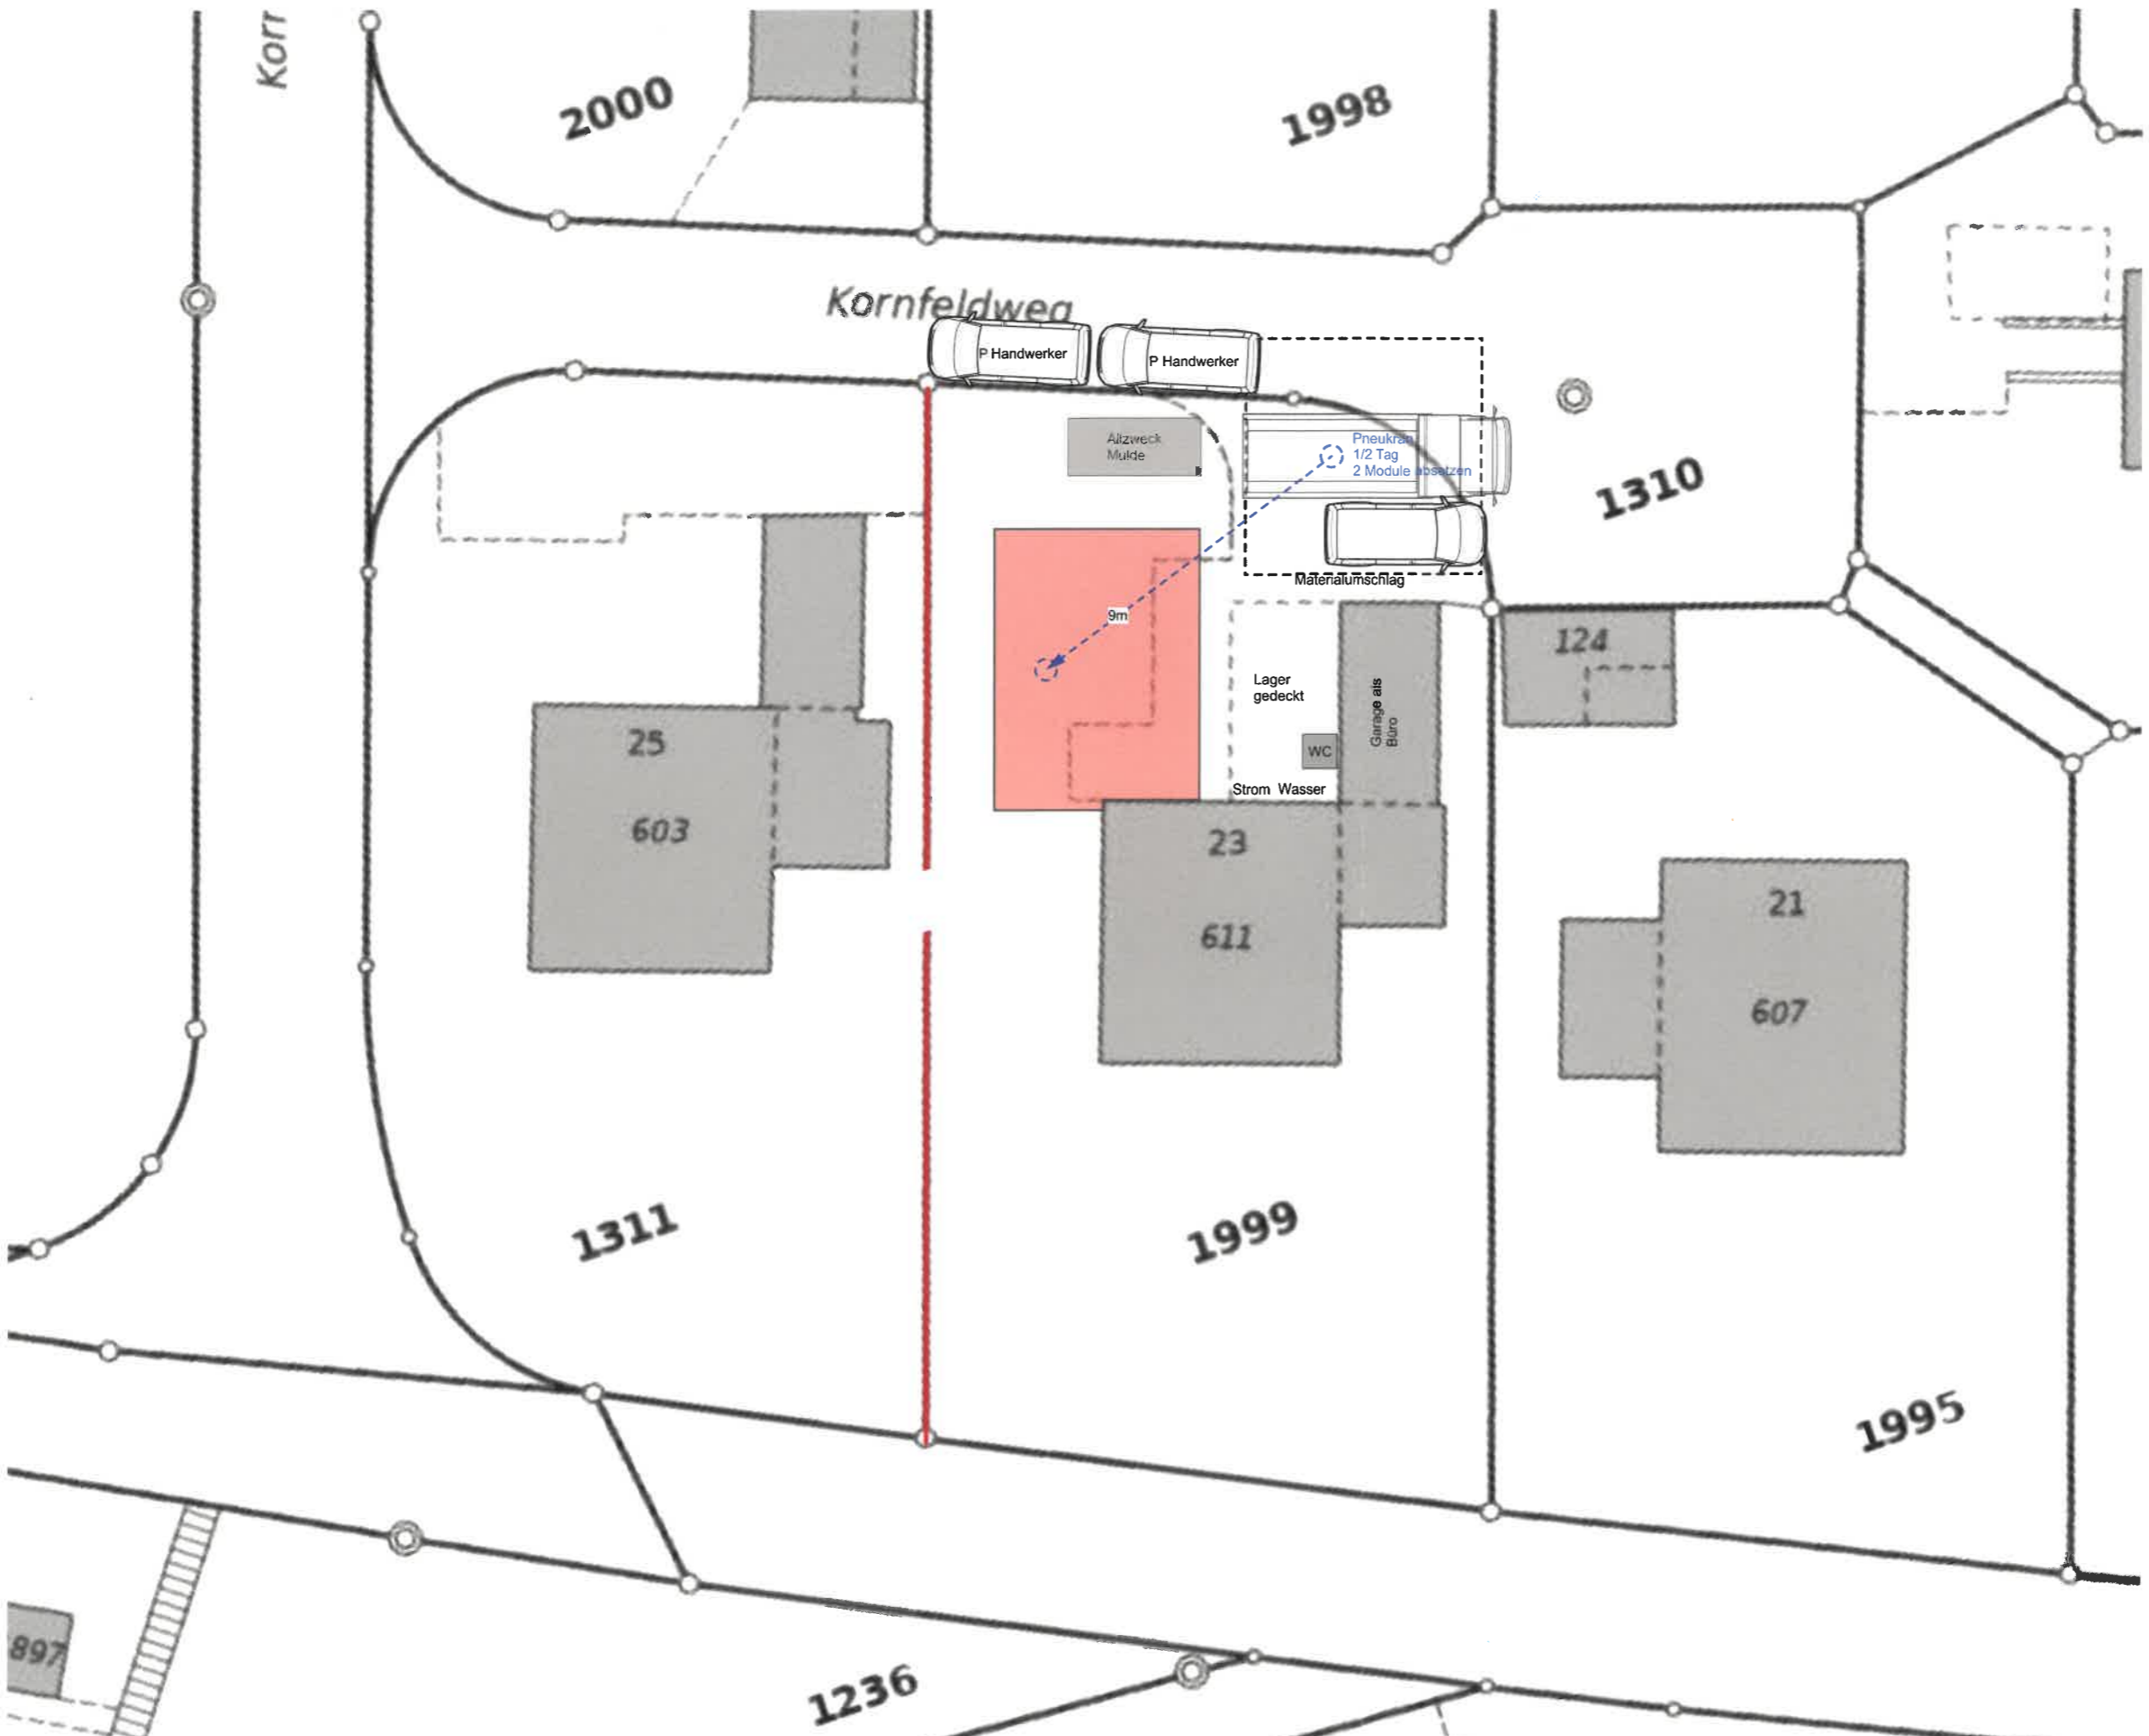 Korr
2000
1998
Kornfeldweg
P Handwerker
P Handwerker
Allzweck
Mulde
Pneukran
1/2 Tag
2 Module absetzen
1310
Materialumschlag
9m
124
Lager
gedeckt
Garage als
Büro
WC
Strom Wasser
25
603
23
611
21
607
1311
1999
1995
897
1236